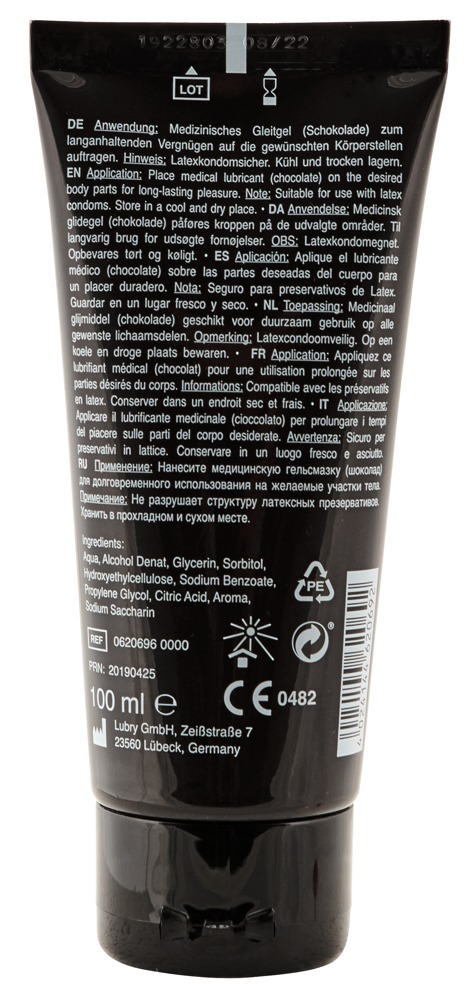 1922803 08/22
LOT
DE Anwendung: Medizinisches Gleitgel (Schokolade) zum
langanhaltenden Vergnügen auf die gewünschten Körperstellen
auftragen. Hinweis: Latexkondomsicher. Kühl und trocken lagern.
EN Application: Place medical lubricant (chocolate) on the desired
body parts for long-lasting pleasure. Note: Suitable for use with latex
condoms. Store in a cool and dry place. • DA Anvendelse: Medicinsk
glidegel (chokolade) påføres kroppen på de udvalgte områder. Til
langvarig brug for udsøgte fornøjelser. OBS: Latexkondomegnet.
Opbevares tørt og køligt. • ES Aplicación: Aplique el lubricante
médico (chocolate) sobre las partes deseadas del cuerpo para
un placer duradero. Nota: Seguro para preservativos de Latex.
Guardar en un lugar fresco y seco. • NL Toepassing: Medicinaal
glijmiddel (chokolade) geschikt voor duurzaam gebruik op alle
gewenste lichaamsdelen. Opmerking: Latexcondoomveilig. Op een
koele en droge plaats bewaren. • FR Application: Appliquez ce
lubrifiant médical (chocolat) pour une utilisation prolongée sur les
parties désirés du corps. Informations: Compatible avec les préservatifs
en latex. Conserver dans un endroit sec et frais. • IT Applicazione:
Applicare il lubrificante medicinale (cioccolato) per prolungare i tempi
del piacere sulle parti del corpo desiderate. Avvertenza: Sicuro per
preservativi in lattice. Conservare in un luogo fresco e asciutto.
RU Применение: Нанесите медицинскую гельсмазку (шоколад)
для долговременного использования на желаемые участки тела.
Примечание: Не разрушает структуру латексных презервативов.
Хранить в прохладном и сухом месте.
Ingredients:
Aqua, Alcohol Denat, Glycerin, Sorbitol,
Hydroxyethylcellulose, Sodium Benzoate,
Propylene Glycol, Citric Acid, Aroma,
Sodium Saccharin
PE
REF 0620696 0000
PRN: 20190425
100 ml ℮
CE 0482
Lubry GmbH, Zeißstraße 7
23560 Lübeck, Germany
4024144620692